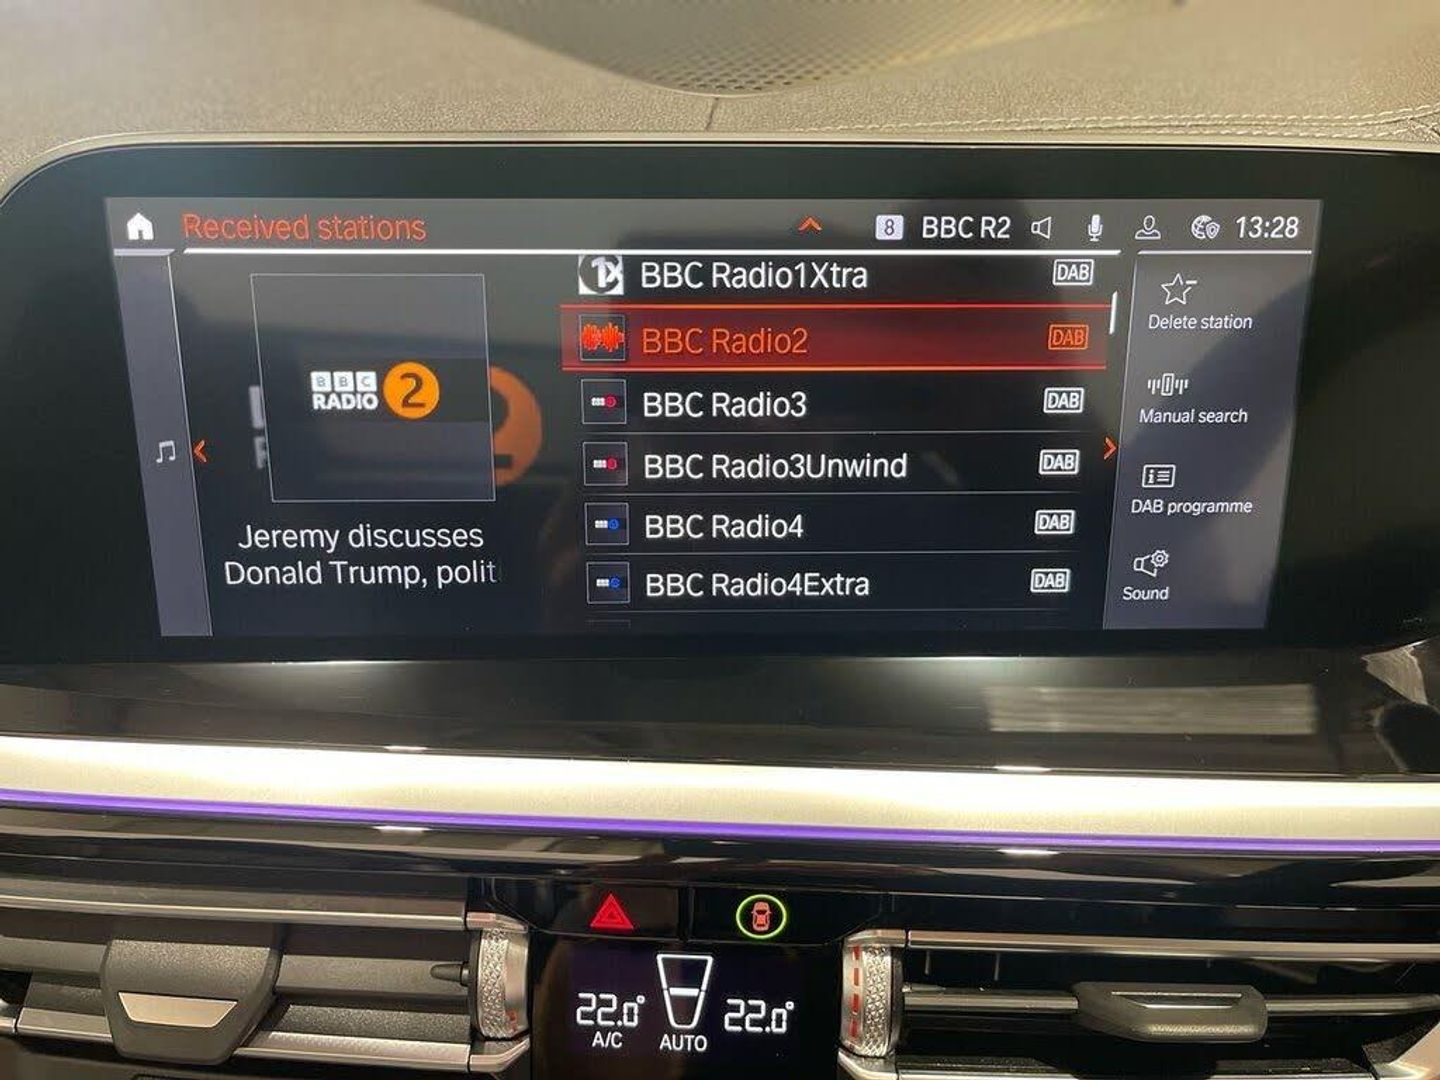 Received stations
8 BBC R2 13:28
1X BBC Radio1Xtra DAB
BBC Radio2 DAB
BBC Radio3 DAB
BBC Radio3Unwind DAB
BBC Radio4 DAB
BBC Radio4Extra DAB
BBC
RADIO 2
Jeremy discusses
Donald Trump, polit
Delete station
Manual search
DAB programme
Sound
22.0° 22.0°
A/C AUTO